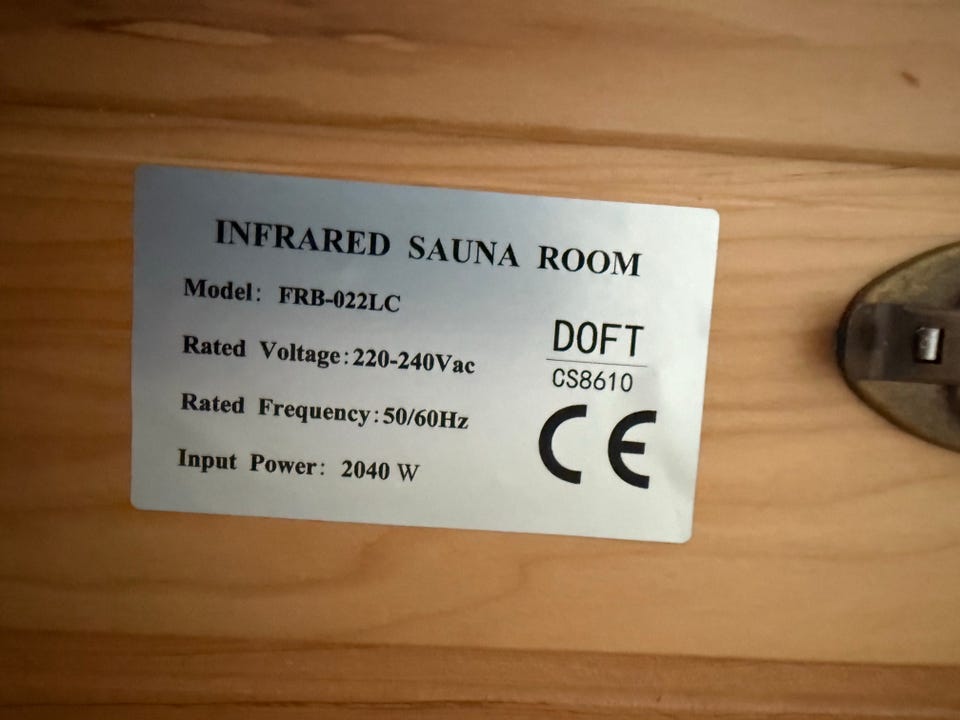 INFRARED SAUNA ROOM
Model: FRB-022LC
Rated Voltage:220-240Vac
Rated Frequency:50/60Hz
Input Power: 2040 W
DOFT
CS8610
CE